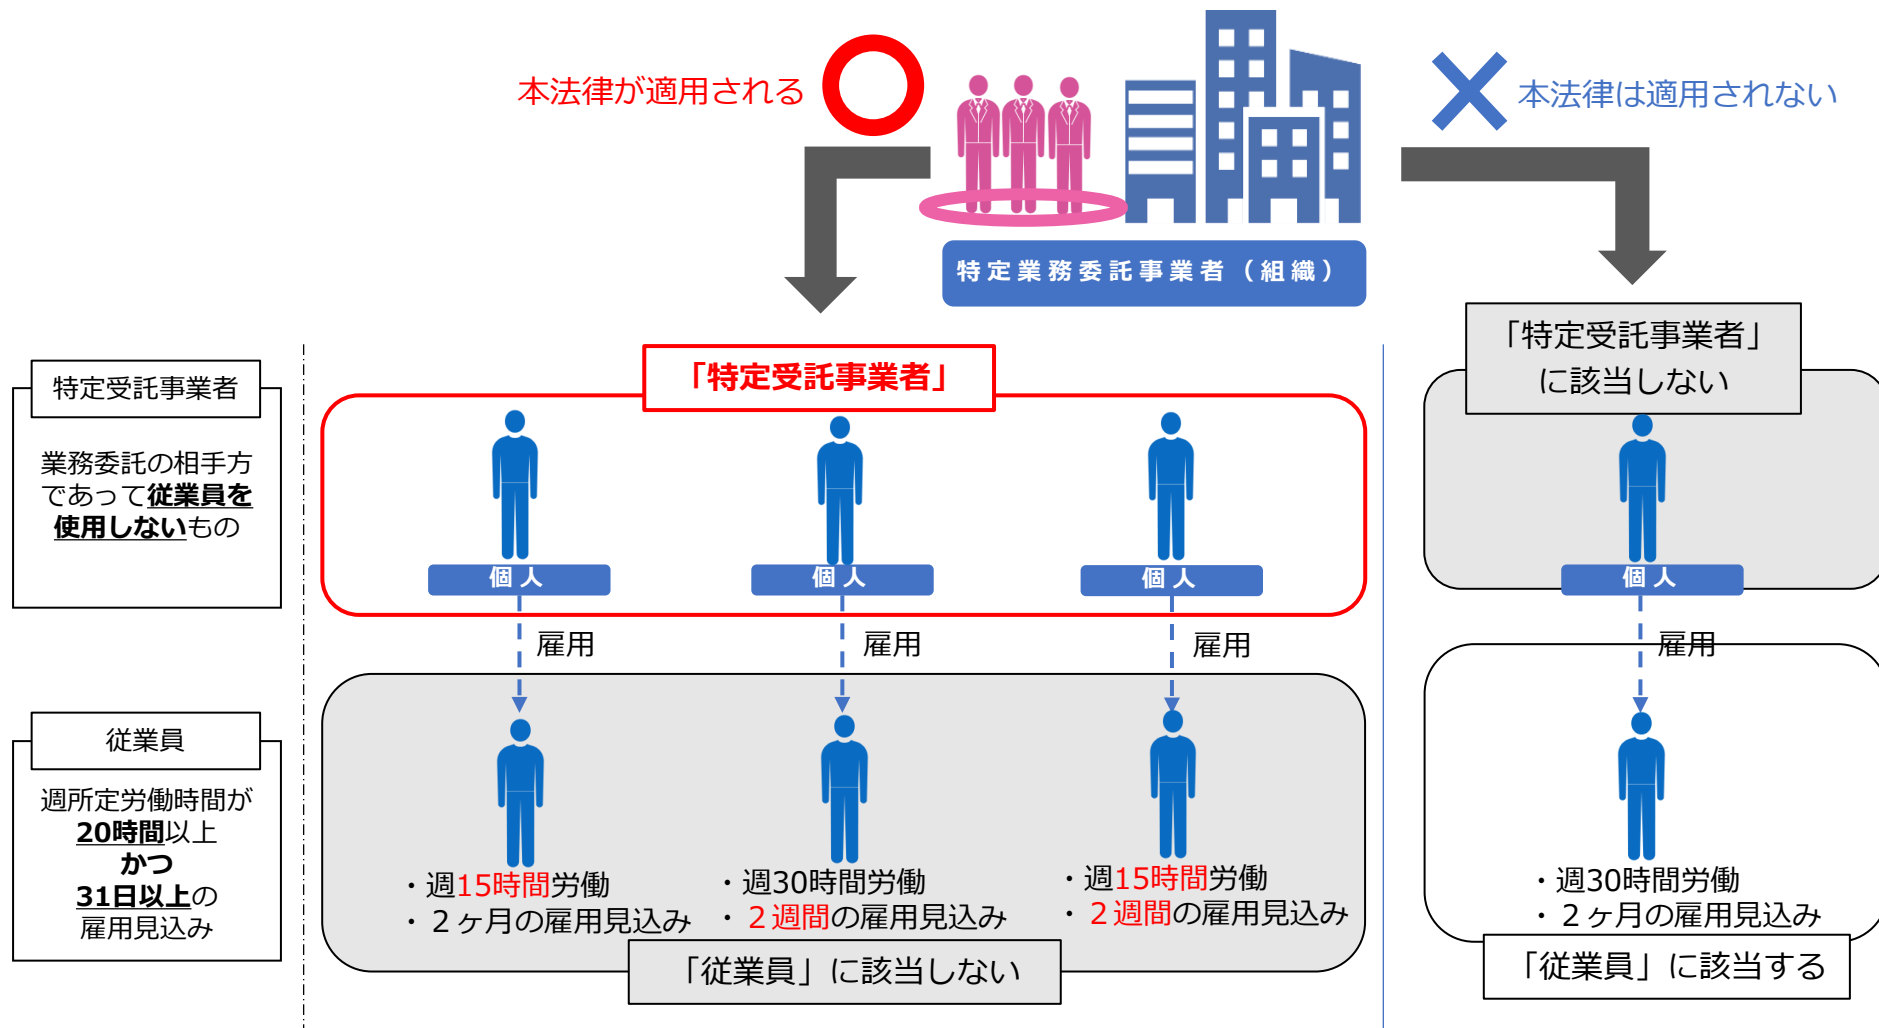 本法律が適用される
本法律は適用されない
特定業務委託事業者（組織）
特定受託事業者
業務委託の相手方
であって従業員を
使用しないもの
「特定受託事業者」
個人
個人
個人
雇用
雇用
雇用
「特定受託事業者」
に該当しない
個人
雇用
従業員
週所定労働時間が
20時間以上
かつ
31日以上の
雇用見込み
・週15時間労働
・２ヶ月の雇用見込み
・週30時間労働
・２週間の雇用見込み
・週15時間労働
・２週間の雇用見込み
「従業員」に該当しない
・週30時間労働
・２ヶ月の雇用見込み
「従業員」に該当する